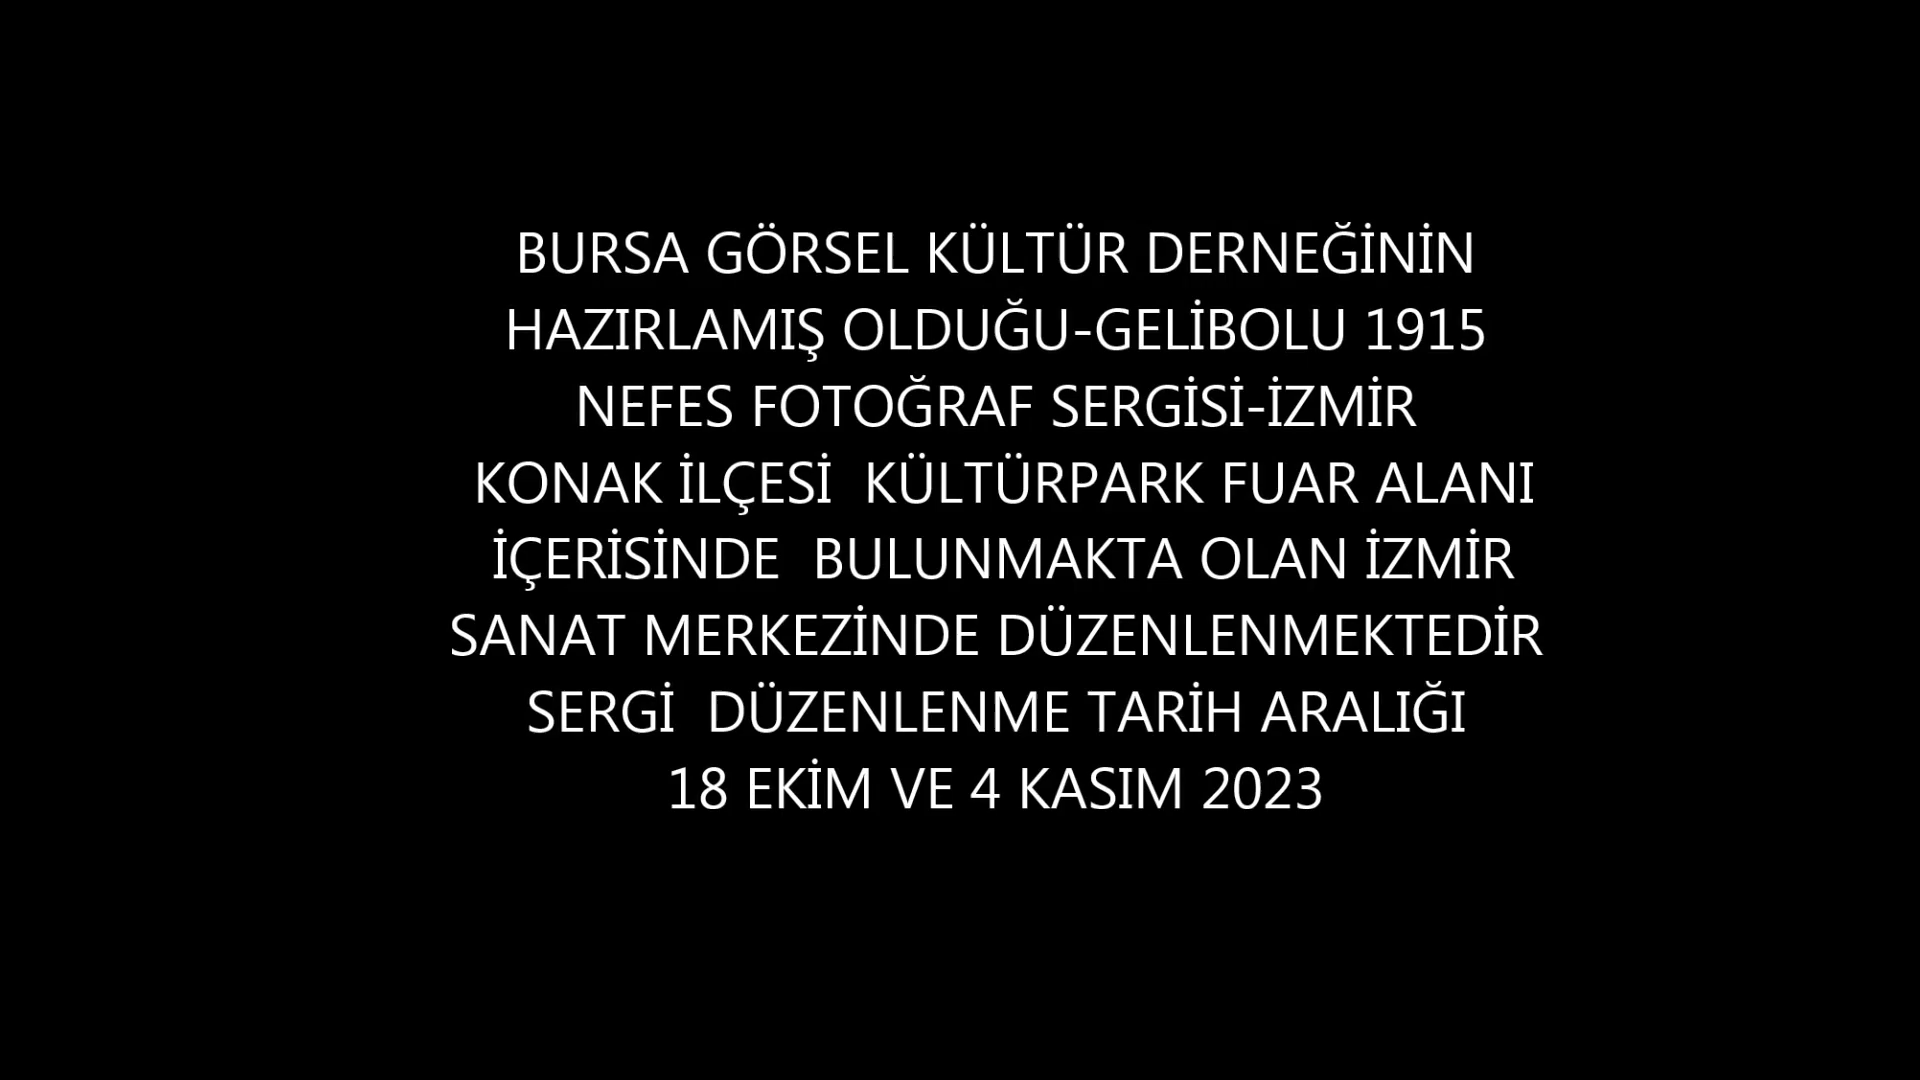 BURSA GÖRSEL KÜLTÜR DERNEĞİNİN
HAZIRLAMIŞ OLDUĞU-GELİBOLU 1915
NEFES FOTOĞRAF SERGİSİ-İZMİR
KONAK İLÇESİ  KÜLTÜRPARK FUAR ALANI
İÇERİSİNDE  BULUNMAKTA OLAN İZMİR
SANAT MERKEZİNDE DÜZENLENMEKTEDİR
SERGİ  DÜZENLENME TARİH ARALIĞI
18 EKİM VE 4 KASIM 2023